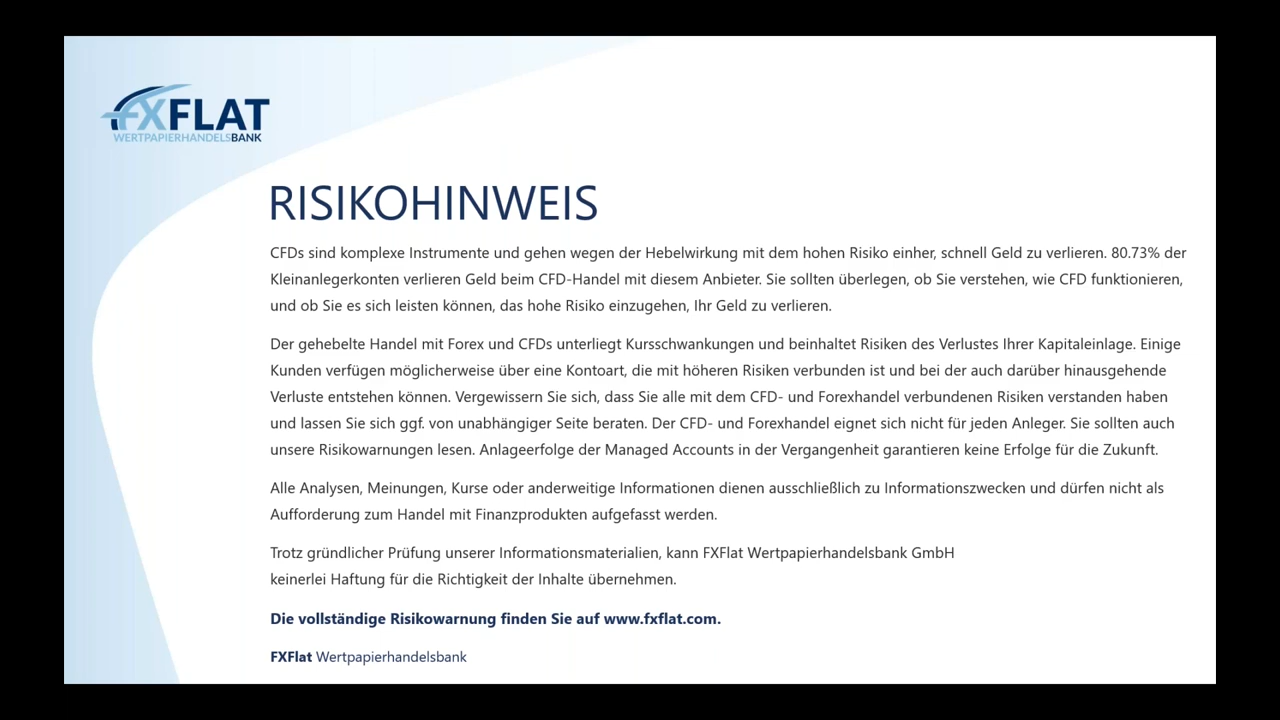 FXFLAT
WERTPAPIERHANDELSBANK
RISIKOHINWEIS
CFDs sind komplexe Instrumente und gehen wegen der Hebelwirkung mit dem hohen Risiko einher, schnell Geld zu verlieren. 80.73% der
Kleinanlegerkonten verlieren Geld beim CFD-Handel mit diesem Anbieter. Sie sollten überlegen, ob Sie verstehen, wie CFD funktionieren,
und ob Sie es sich leisten können, das hohe Risiko einzugehen, Ihr Geld zu verlieren.
Der gehebelte Handel mit Forex und CFDs unterliegt Kursschwankungen und beinhaltet Risiken des Verlustes Ihrer Kapitaleinlage. Einige
Kunden verfügen möglicherweise über eine Kontoart, die mit höheren Risiken verbunden ist und bei der auch darüber hinausgehende
Verluste entstehen können. Vergewissern Sie sich, dass Sie alle mit dem CFD- und Forexhandel verbundenen Risiken verstanden haben
und lassen Sie sich ggf. von unabhängiger Seite beraten. Der CFD- und Forexhandel eignet sich nicht für jeden Anleger. Sie sollten auch
unsere Risikowarnungen lesen. Anlageerfolge der Managed Accounts in der Vergangenheit garantieren keine Erfolge für die Zukunft.
Alle Analysen, Meinungen, Kurse oder anderweitige Informationen dienen ausschließlich zu Informationszwecken und dürfen nicht als
Aufforderung zum Handel mit Finanzprodukten aufgefasst werden.
Trotz gründlicher Prüfung unserer Informationsmaterialien, kann FXFlat Wertpapierhandelsbank GmbH
keinerlei Haftung für die Richtigkeit der Inhalte übernehmen.
Die vollständige Risikowarnung finden Sie auf www.fxflat.com.
FXFlat Wertpapierhandelsbank